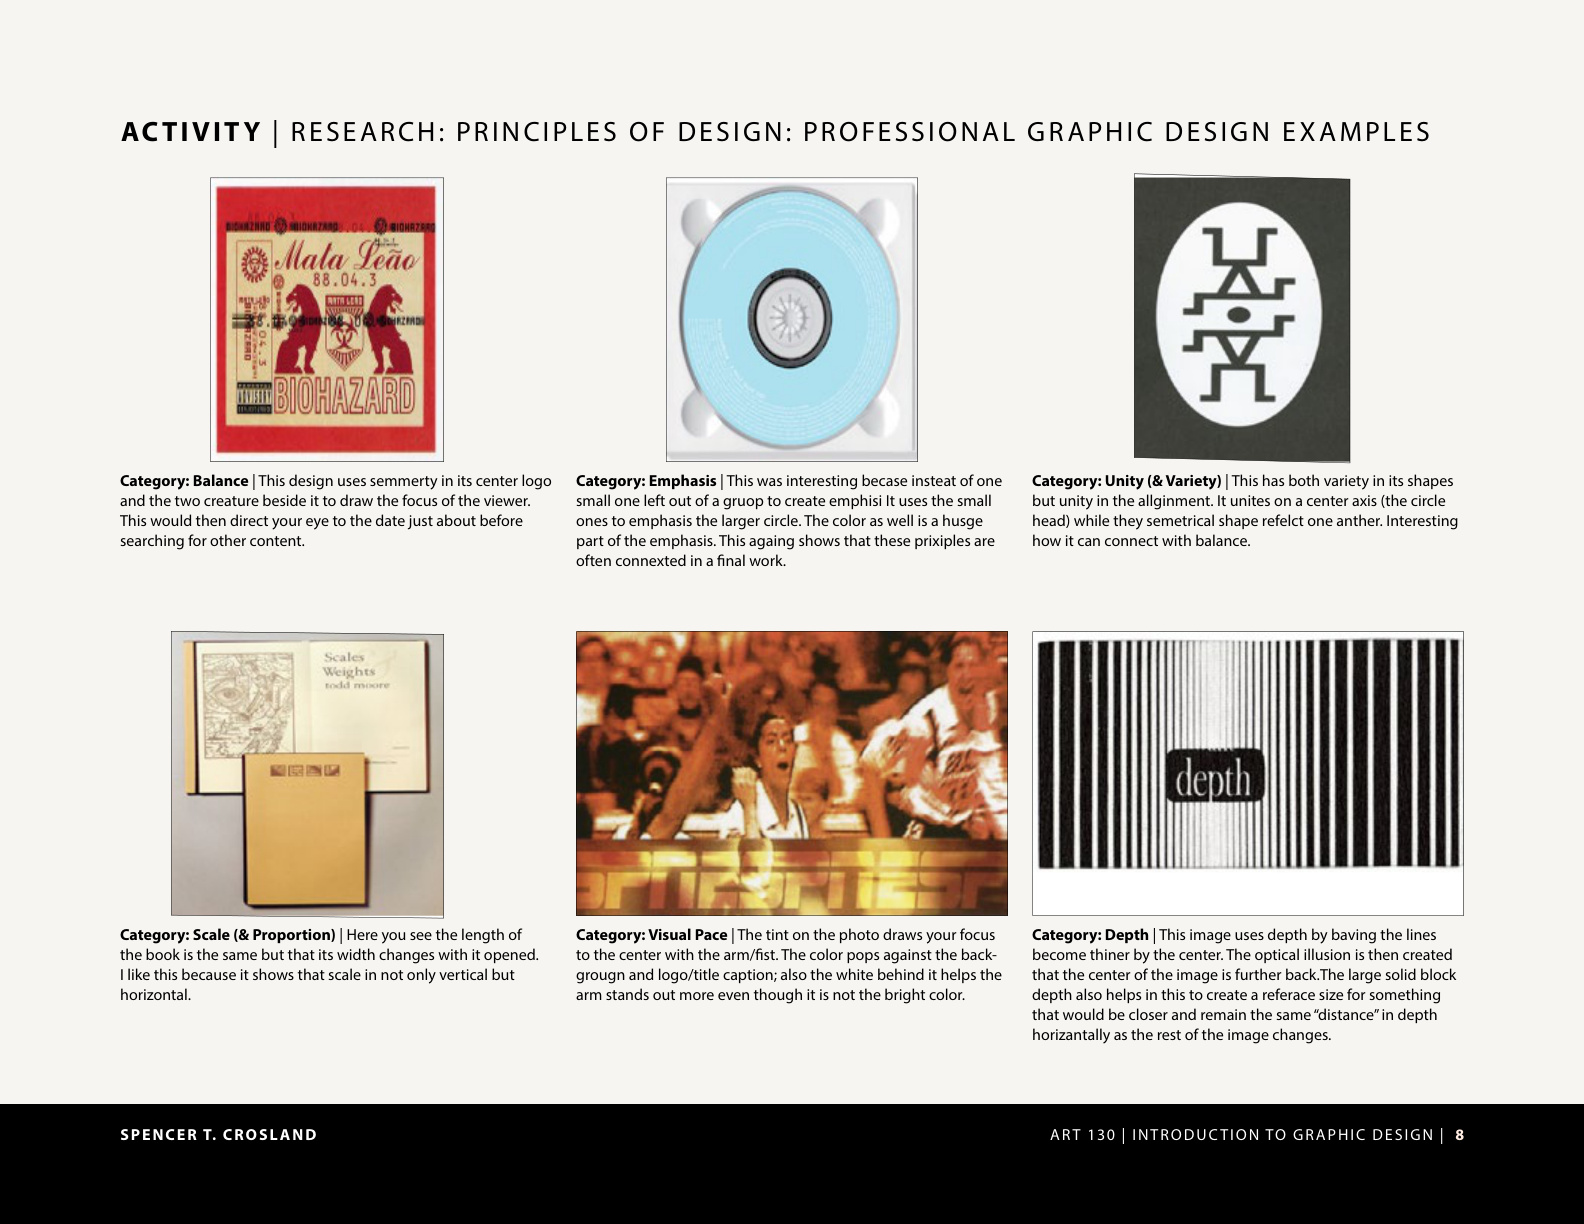 ACTIVITY | RESEARCH: PRINCIPLES OF DESIGN: PROFESSIONAL GRAPHIC DESIGN EXAMPLES
BIOHAZARD BIOHAZARD BIOHAZARD
Mata Leão
88.04.3
MATA LEÃO
BIOHAZARD
ADVISORY
BIOHAZARD
Category: Balance | This design uses semmerty in its center logo
and the two creature beside it to draw the focus of the viewer.
This would then direct your eye to the date just about before
searching for other content.
Category: Emphasis | This was interesting becase insteat of one
small one left out of a gruop to create emphisi It uses the small
ones to emphasis the larger circle. The color as well is a husge
part of the emphasis. This againg shows that these prixiples are
often connexted in a final work.
Category: Unity (& Variety) | This has both variety in its shapes
but unity in the allginment. It unites on a center axis (the circle
head) while they semetrical shape refelct one anther. Interesting
how it can connect with balance.
Scales
Weights
todd moore
Category: Scale (& Proportion) | Here you see the length of
the book is the same but that its width changes with it opened.
I like this because it shows that scale in not only vertical but
horizontal.
Category: Visual Pace | The tint on the photo draws your focus
to the center with the arm/fist. The color pops against the back-
grougn and logo/title caption; also the white behind it helps the
arm stands out more even though it is not the bright color.
depth
Category: Depth | This image uses depth by baving the lines
become thiner by the center. The optical illusion is then created
that the center of the image is further back.The large solid block
depth also helps in this to create a referace size for something
that would be closer and remain the same “distance” in depth
horizantally as the rest of the image changes.
SPENCER T. CROSLAND
ART 130 | INTRODUCTION TO GRAPHIC DESIGN | 8